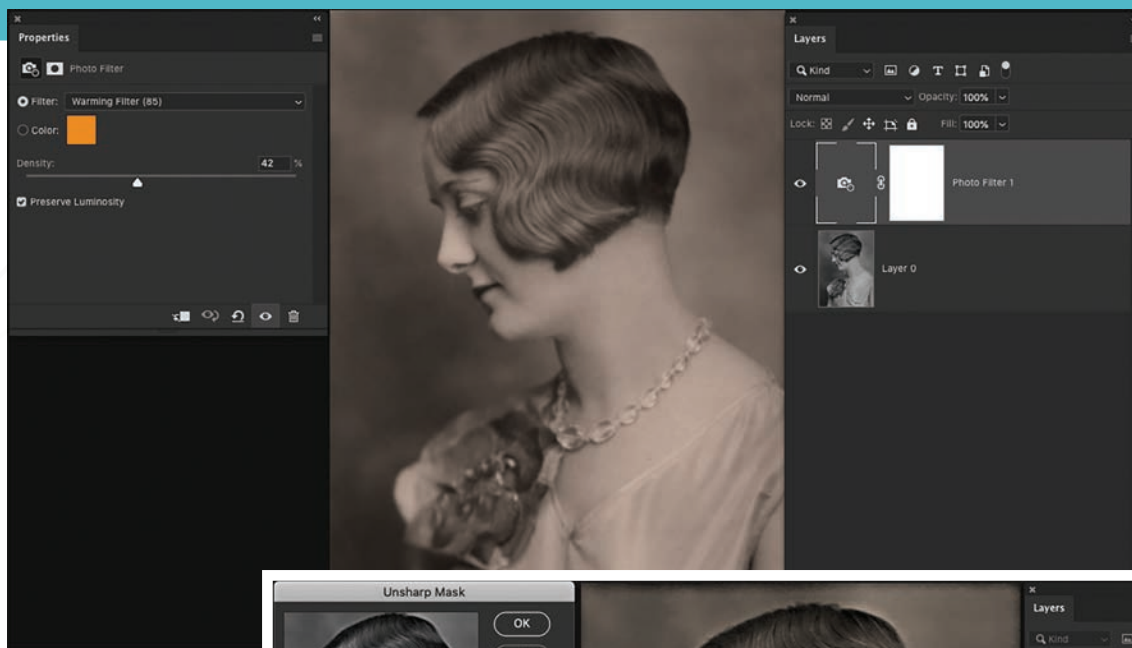 Properties
Photo Filter
Filter: Warming Filter (85)
Color:
Density: 42 %
Preserve Luminosity
Layers
Kind
Normal Opacity: 100%
Lock: Fill: 100%
Photo Filter 1
Layer 0
Unsharp Mask
OK
Layers
Kind